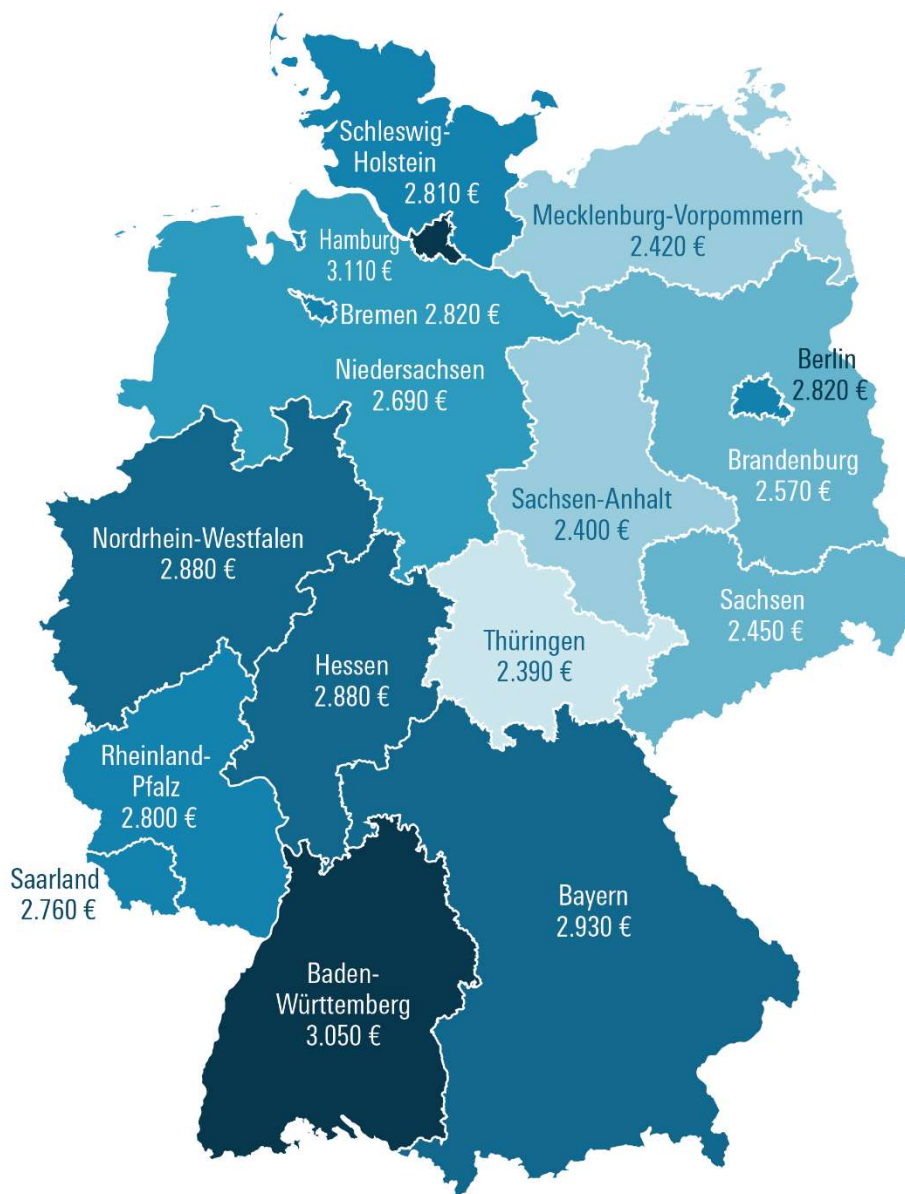 Schleswig-
Holstein
2.810 €
Mecklenburg-Vorpommern
2.420 €
Hamburg
3.110 €
Bremen 2.820 €
Niedersachsen
2.690 €
Berlin
2.820 €
Brandenburg
2.570 €
Sachsen-Anhalt
2.400 €
Nordrhein-Westfalen
2.880 €
Sachsen
2.450 €
Thüringen
2.390 €
Hessen
2.880 €
Rheinland-
Pfalz
2.800 €
Saarland
2.760 €
Bayern
2.930 €
Baden-
Württemberg
3.050 €